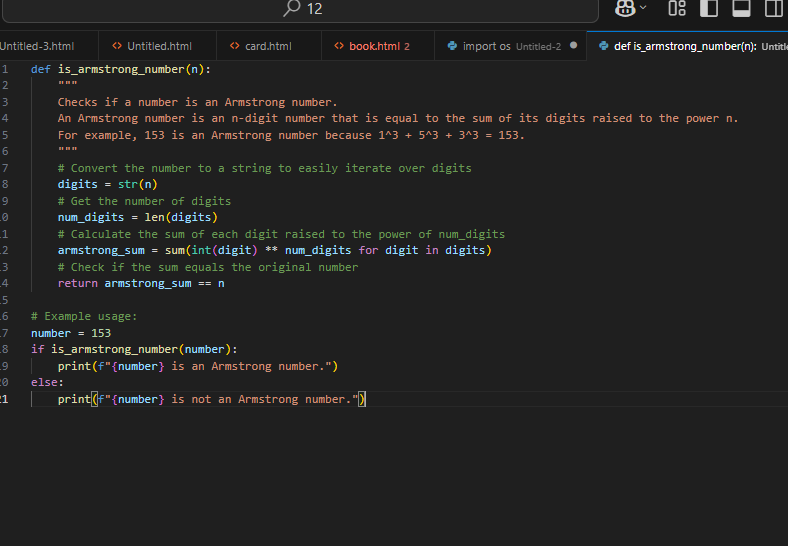 12
Untitled-3.html <> Untitled.html <> card.html <> book.html 2 import os Untitled-2 ● def is_armstrong_number(n):
1 def is_armstrong_number(n):
2     """
3     Checks if a number is an Armstrong number.
4     An Armstrong number is an n-digit number that is equal to the sum of its digits raised to the power n.
5     For example, 153 is an Armstrong number because 1^3 + 5^3 + 3^3 = 153.
6     """
7     # Convert the number to a string to easily iterate over digits
8     digits = str(n)
9     # Get the number of digits
0     num_digits = len(digits)
1     # Calculate the sum of each digit raised to the power of num_digits
2     armstrong_sum = sum(int(digit) ** num_digits for digit in digits)
3     # Check if the sum equals the original number
4     return armstrong_sum == n
5
6 # Example usage:
7 number = 153
8 if is_armstrong_number(number):
9     print(f"{number} is an Armstrong number.")
20 else:
21     print(f"{number} is not an Armstrong number.")